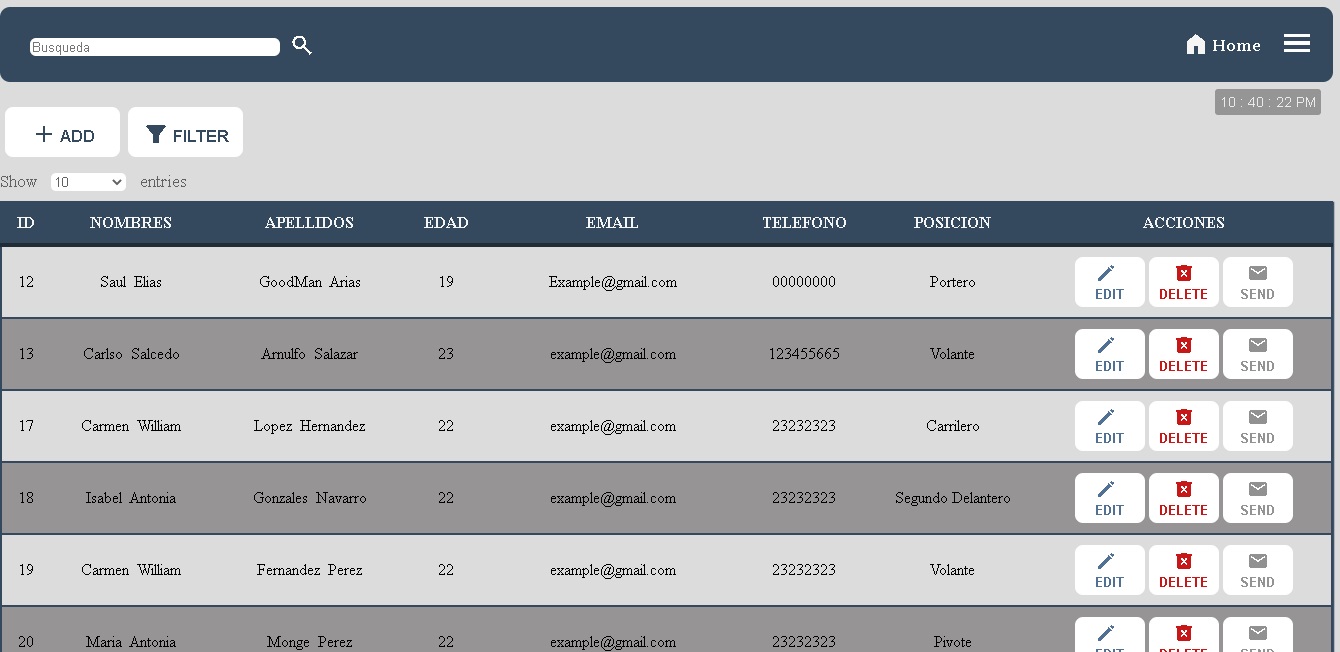 Busqueda
Home
10 : 40 : 22 PM
ADD FILTER
Show 10 entries
ID NOMBRES APELLIDOS EDAD EMAIL TELEFONO POSICION ACCIONES
12 Saul Elias GoodMan Arias 19 Example@gmail.com 00000000 Portero EDIT DELETE SEND
13 Carlso Salcedo Arnulfo Salazar 23 example@gmail.com 123455665 Volante EDIT DELETE SEND
17 Carmen William Lopez Hernandez 22 example@gmail.com 23232323 Carrilero EDIT DELETE SEND
18 Isabel Antonia Gonzales Navarro 22 example@gmail.com 23232323 Segundo Delantero EDIT DELETE SEND
19 Carmen William Fernandez Perez 22 example@gmail.com 23232323 Volante EDIT DELETE SEND
20 Maria Antonia Monge Perez 22 example@gmail.com 23232323 Pivote EDIT DELETE SEND